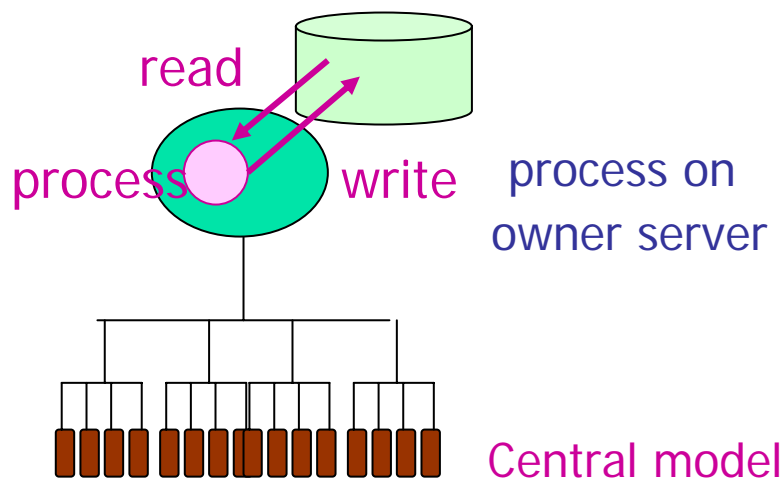 read
process
write
process on
owner server
Central model